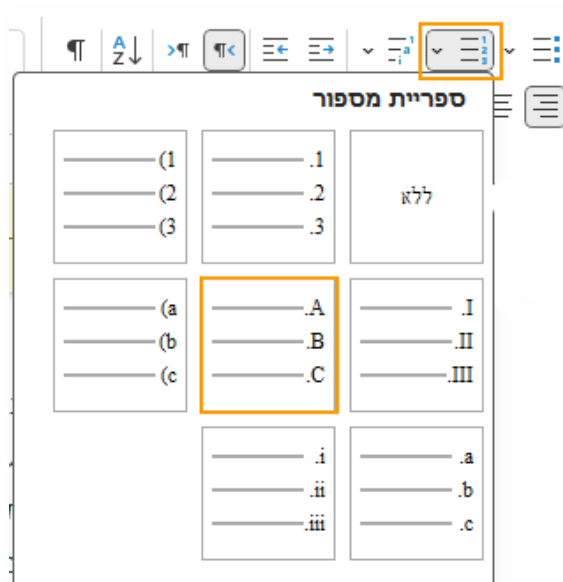 ספריית מספור
ללא
1.
2.
3.
1)
2)
3)
I.
II.
III.
A.
B.
C.
a)
b)
c)
a.
b.
c.
i.
ii.
iii.